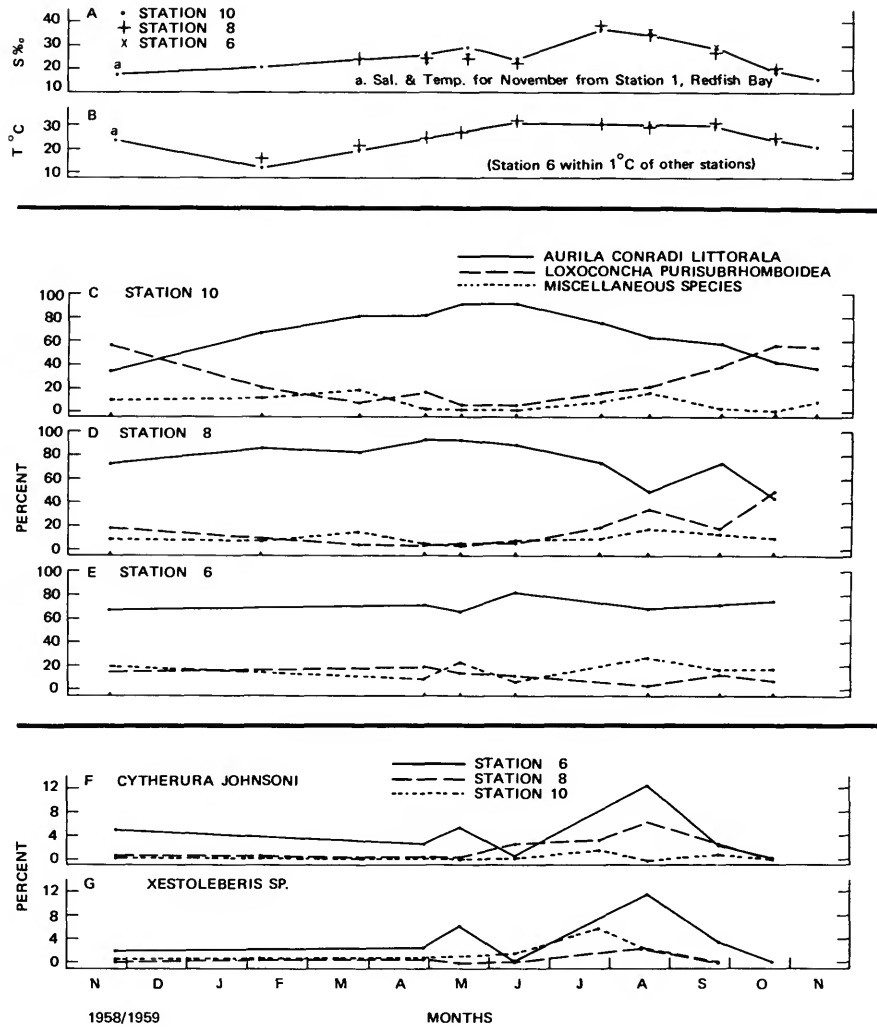 A
• STATION 10
+ STATION 8
x STATION 6
S‰
40
30
20
10
a
a. Sal. & Temp. for November from Station 1, Redfish Bay
B
T °C
30
20
10
a
(Station 6 within 1°C of other stations)
AURILA CONRADI LITTORALA
LOXOCONCHA PURISUBRHOMBOIDEA
MISCELLANEOUS SPECIES
C STATION 10
100
80
60
40
20
0
D STATION 8
100
80
60
40
20
0
PERCENT
E STATION 6
100
80
60
40
20
0
STATION 6
STATION 8
STATION 10
F CYTHERURA JOHNSONI
12
8
4
0
PERCENT
G XESTOLEBERIS SP.
12
8
4
0
N D J F M A M J J A S O N
1958/1959 MONTHS